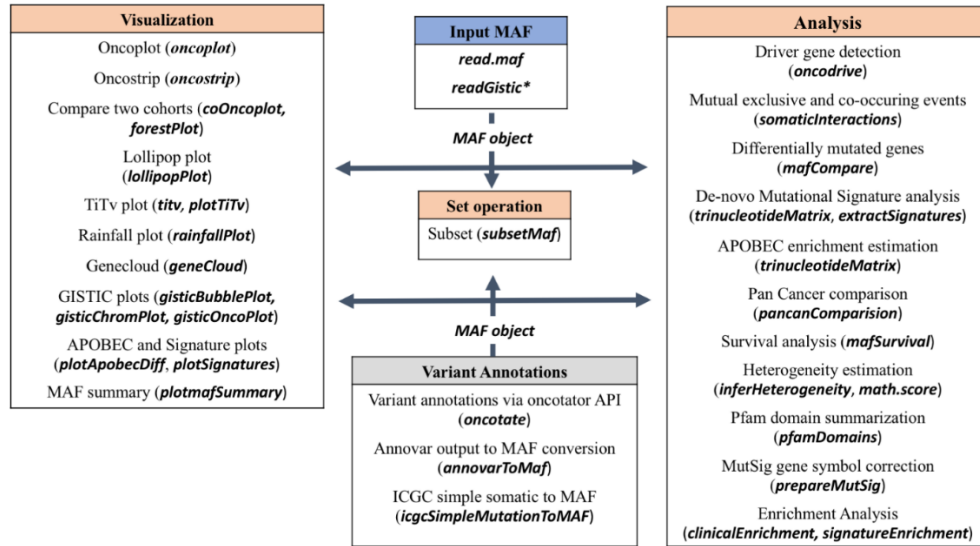 Visualization
Oncoplot (oncoplot)
Oncostrip (oncostrip)
Compare two cohorts (coOncoplot,
forestPlot)
Lollipop plot
(lollipopPlot)
TiTv plot (titv, plotTiTv)
Rainfall plot (rainfallPlot)
Genecloud (geneCloud)
GISTIC plots (gisticBubblePlot,
gisticChromPlot, gisticOncoPlot)
APOBEC and Signature plots
(plotApobecDiff, plotSignatures)
MAF summary (plotmafSummary)
Input MAF
read.maf
readGistic*
MAF object
Set operation
Subset (subsetMaf)
MAF object
Variant Annotations
Variant annotations via oncotator API
(oncotate)
Annovar output to MAF conversion
(annovarToMaf)
ICGC simple somatic to MAF
(icgcSimpleMutationToMAF)
Analysis
Driver gene detection
(oncodrive)
Mutual exclusive and co-occuring events
(somaticInteractions)
Differentially mutated genes
(mafCompare)
De-novo Mutational Signature analysis
(trinucleotideMatrix, extractSignatures)
APOBEC enrichment estimation
(trinucleotideMatrix)
Pan Cancer comparison
(pancanComparision)
Survival analysis (mafSurvival)
Heterogeneity estimation
(inferHetrogeneity, math.score)
Pfam domain summarization
(pfamDomains)
MutSig gene symbol correction
(prepareMutSig)
Enrichment Analysis
(clinicalEnrichment, signatureEnrichment)